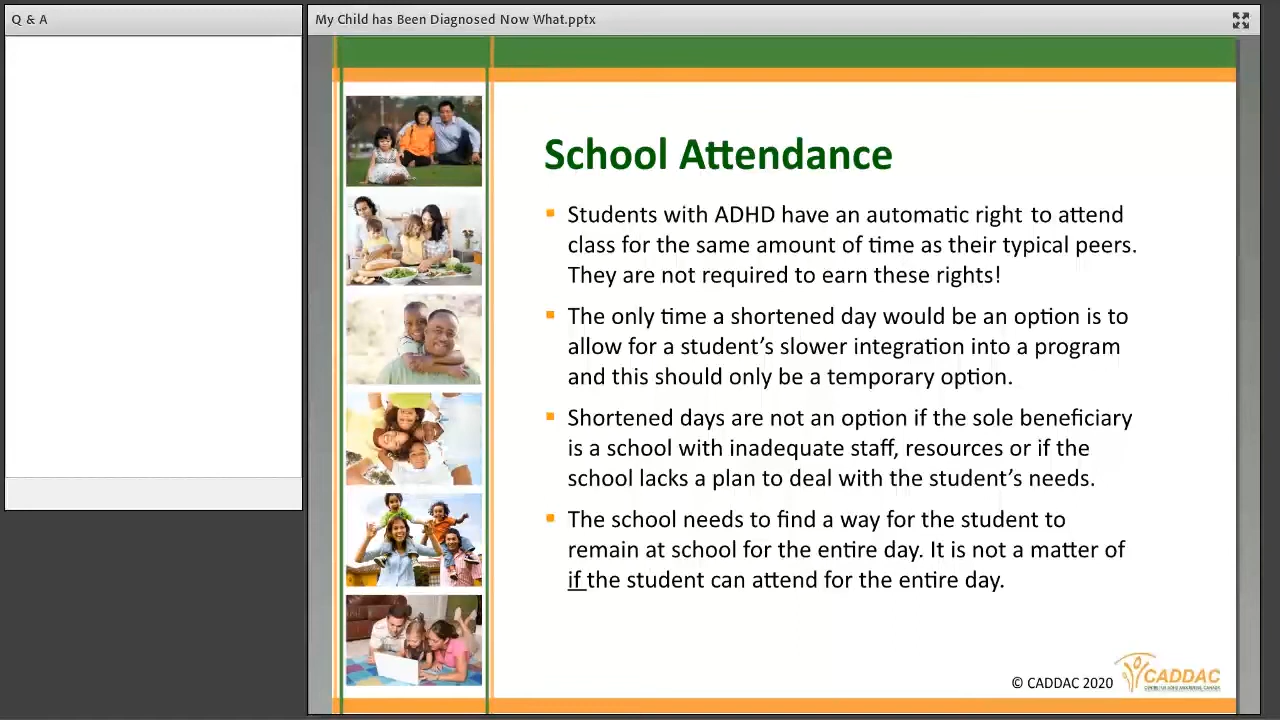 Q & A
My Child has Been Diagnosed Now What.pptx
School Attendance
Students with ADHD have an automatic right to attend
class for the same amount of time as their typical peers.
They are not required to earn these rights!
The only time a shortened day would be an option is to
allow for a student's slower integration into a program
and this should only be a temporary option.
Shortened days are not an option if the sole beneficiary
is a school with inadequate staff, resources or if the
school lacks a plan to deal with the student's needs.
The school needs to find a way for the student to
remain at school for the entire day. It is not a matter of
if the student can attend for the entire day.
© CADDAC 2020
CADDAC
CENTRE FOR ADHD AWARENESS, CANADA